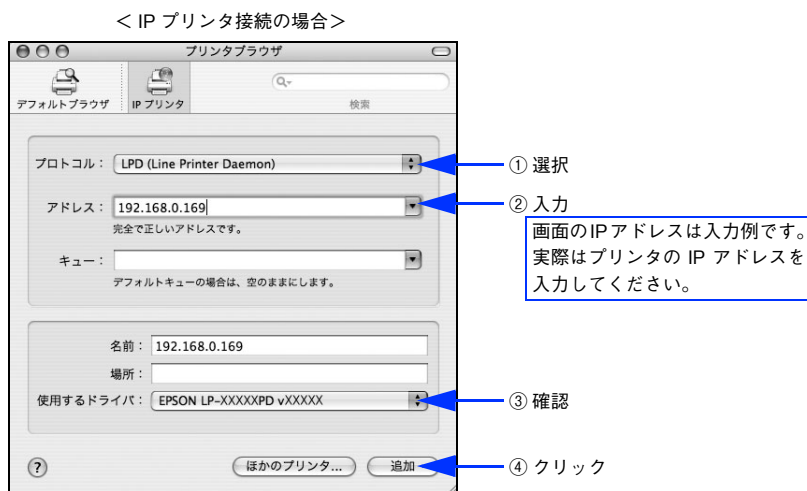 ＜ IP プリンタ接続の場合＞
プリンタブラウザ
デフォルトブラウザ
IP プリンタ
検索
プロトコル： LPD (Line Printer Daemon)
① 選択
アドレス： 192.168.0.169
② 入力
完全で正しいアドレスです。
画面のIPアドレスは入力例です。
実際はプリンタの IP アドレスを
入力してください。
キュー：
デフォルトキューの場合は、空のままにします。
名前： 192.168.0.169
場所：
使用するドライバ： EPSON LP-XXXXXPD vXXXXX
③ 確認
?
ほかのプリンタ...
追加
④ クリック